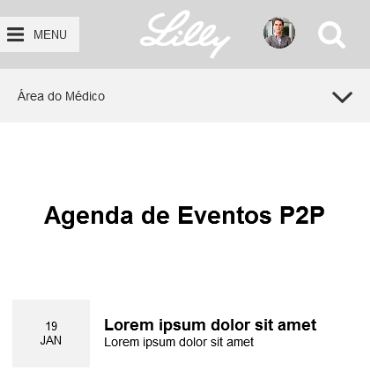 MENU
Lilly
Área do Médico
Agenda de Eventos P2P
19
JAN
Lorem ipsum dolor sit amet
Lorem ipsum dolor sit amet